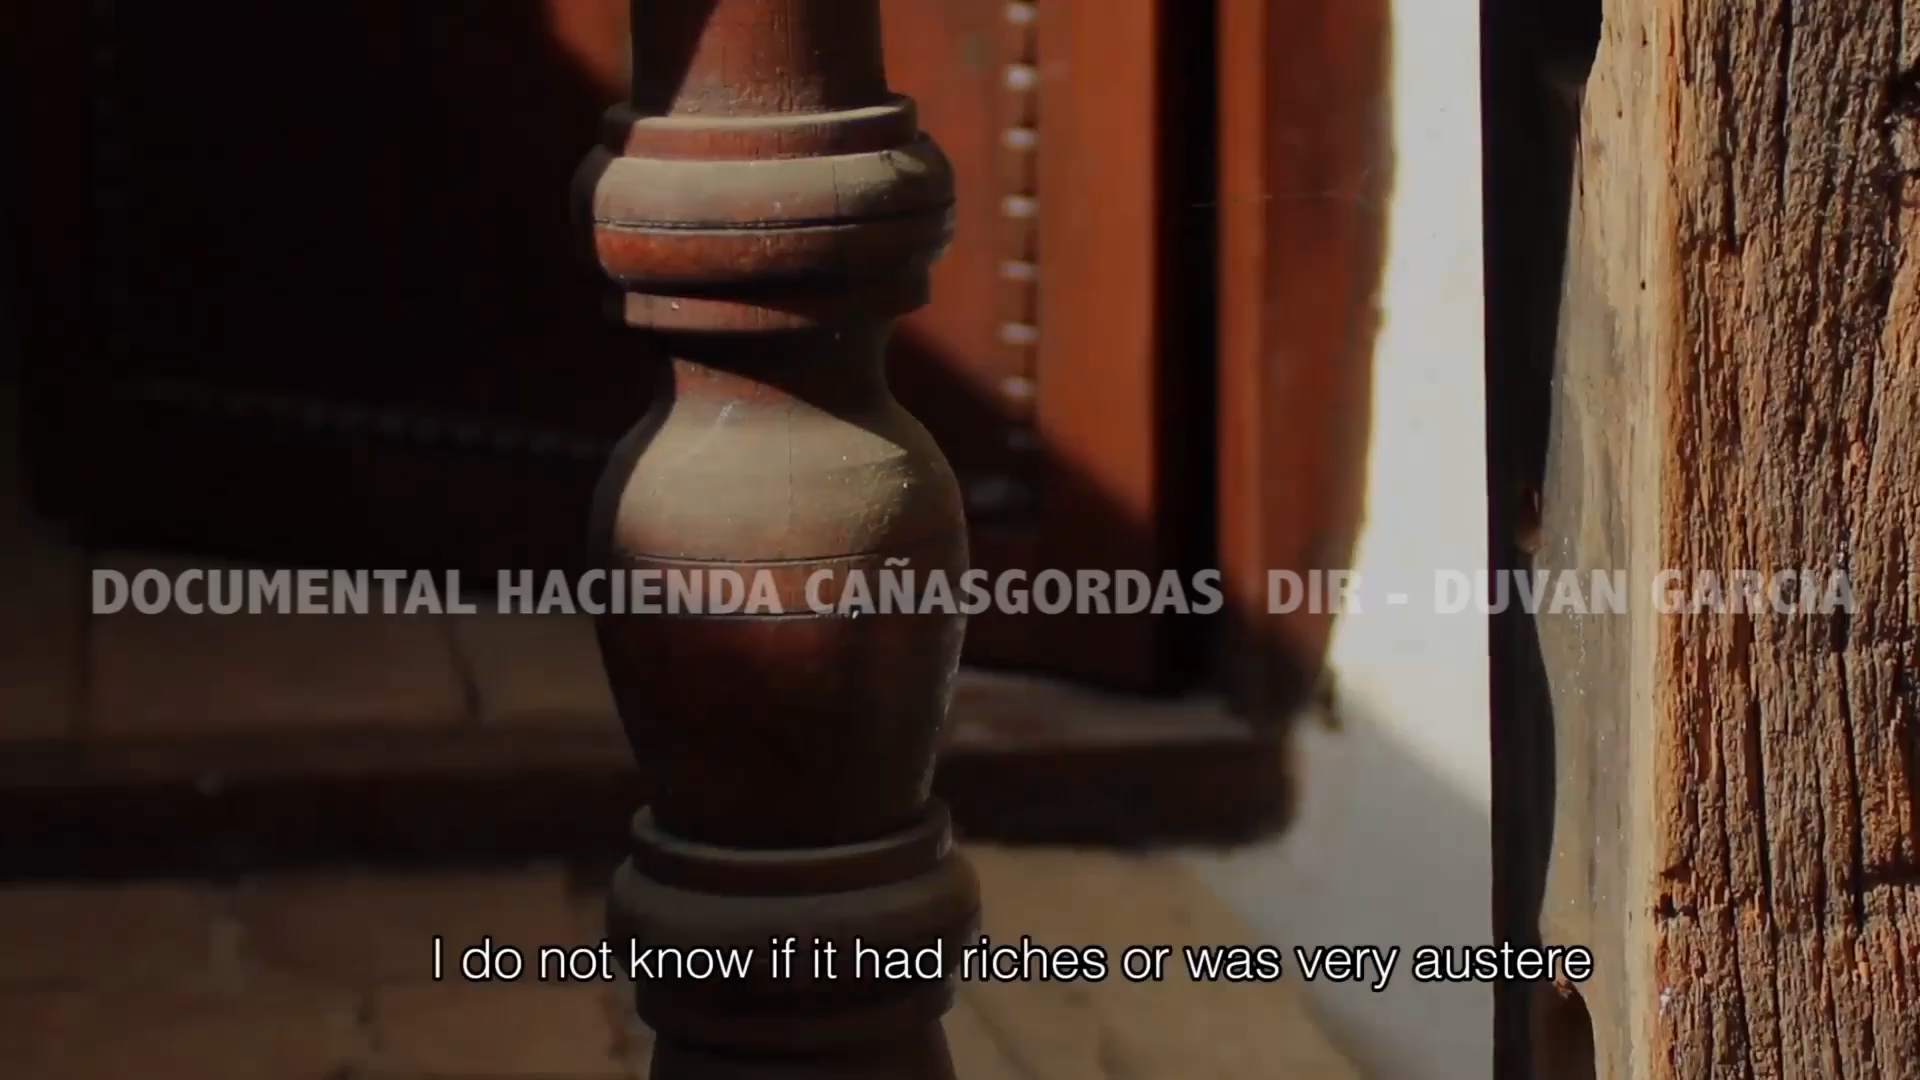 DOCUMENTAL HACIENDA CAÑASGORDAS DIR - DUVAN GARCIA
I do not know if it had riches or was very austere